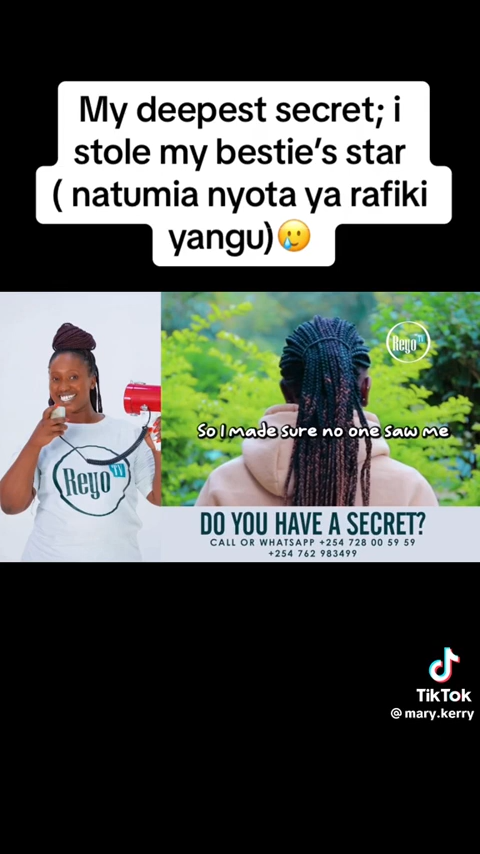 My deepest secret; i
stole my bestie's star
( natumia nyota ya rafiki
yangu)🥲
Reyo TV
So I made sure no one saw me
Reyo TV
DO YOU HAVE A SECRET?
CALL OR WHATSAPP +254 728 00 59 59
+254 762 983499
TikTok
@mary.kerry